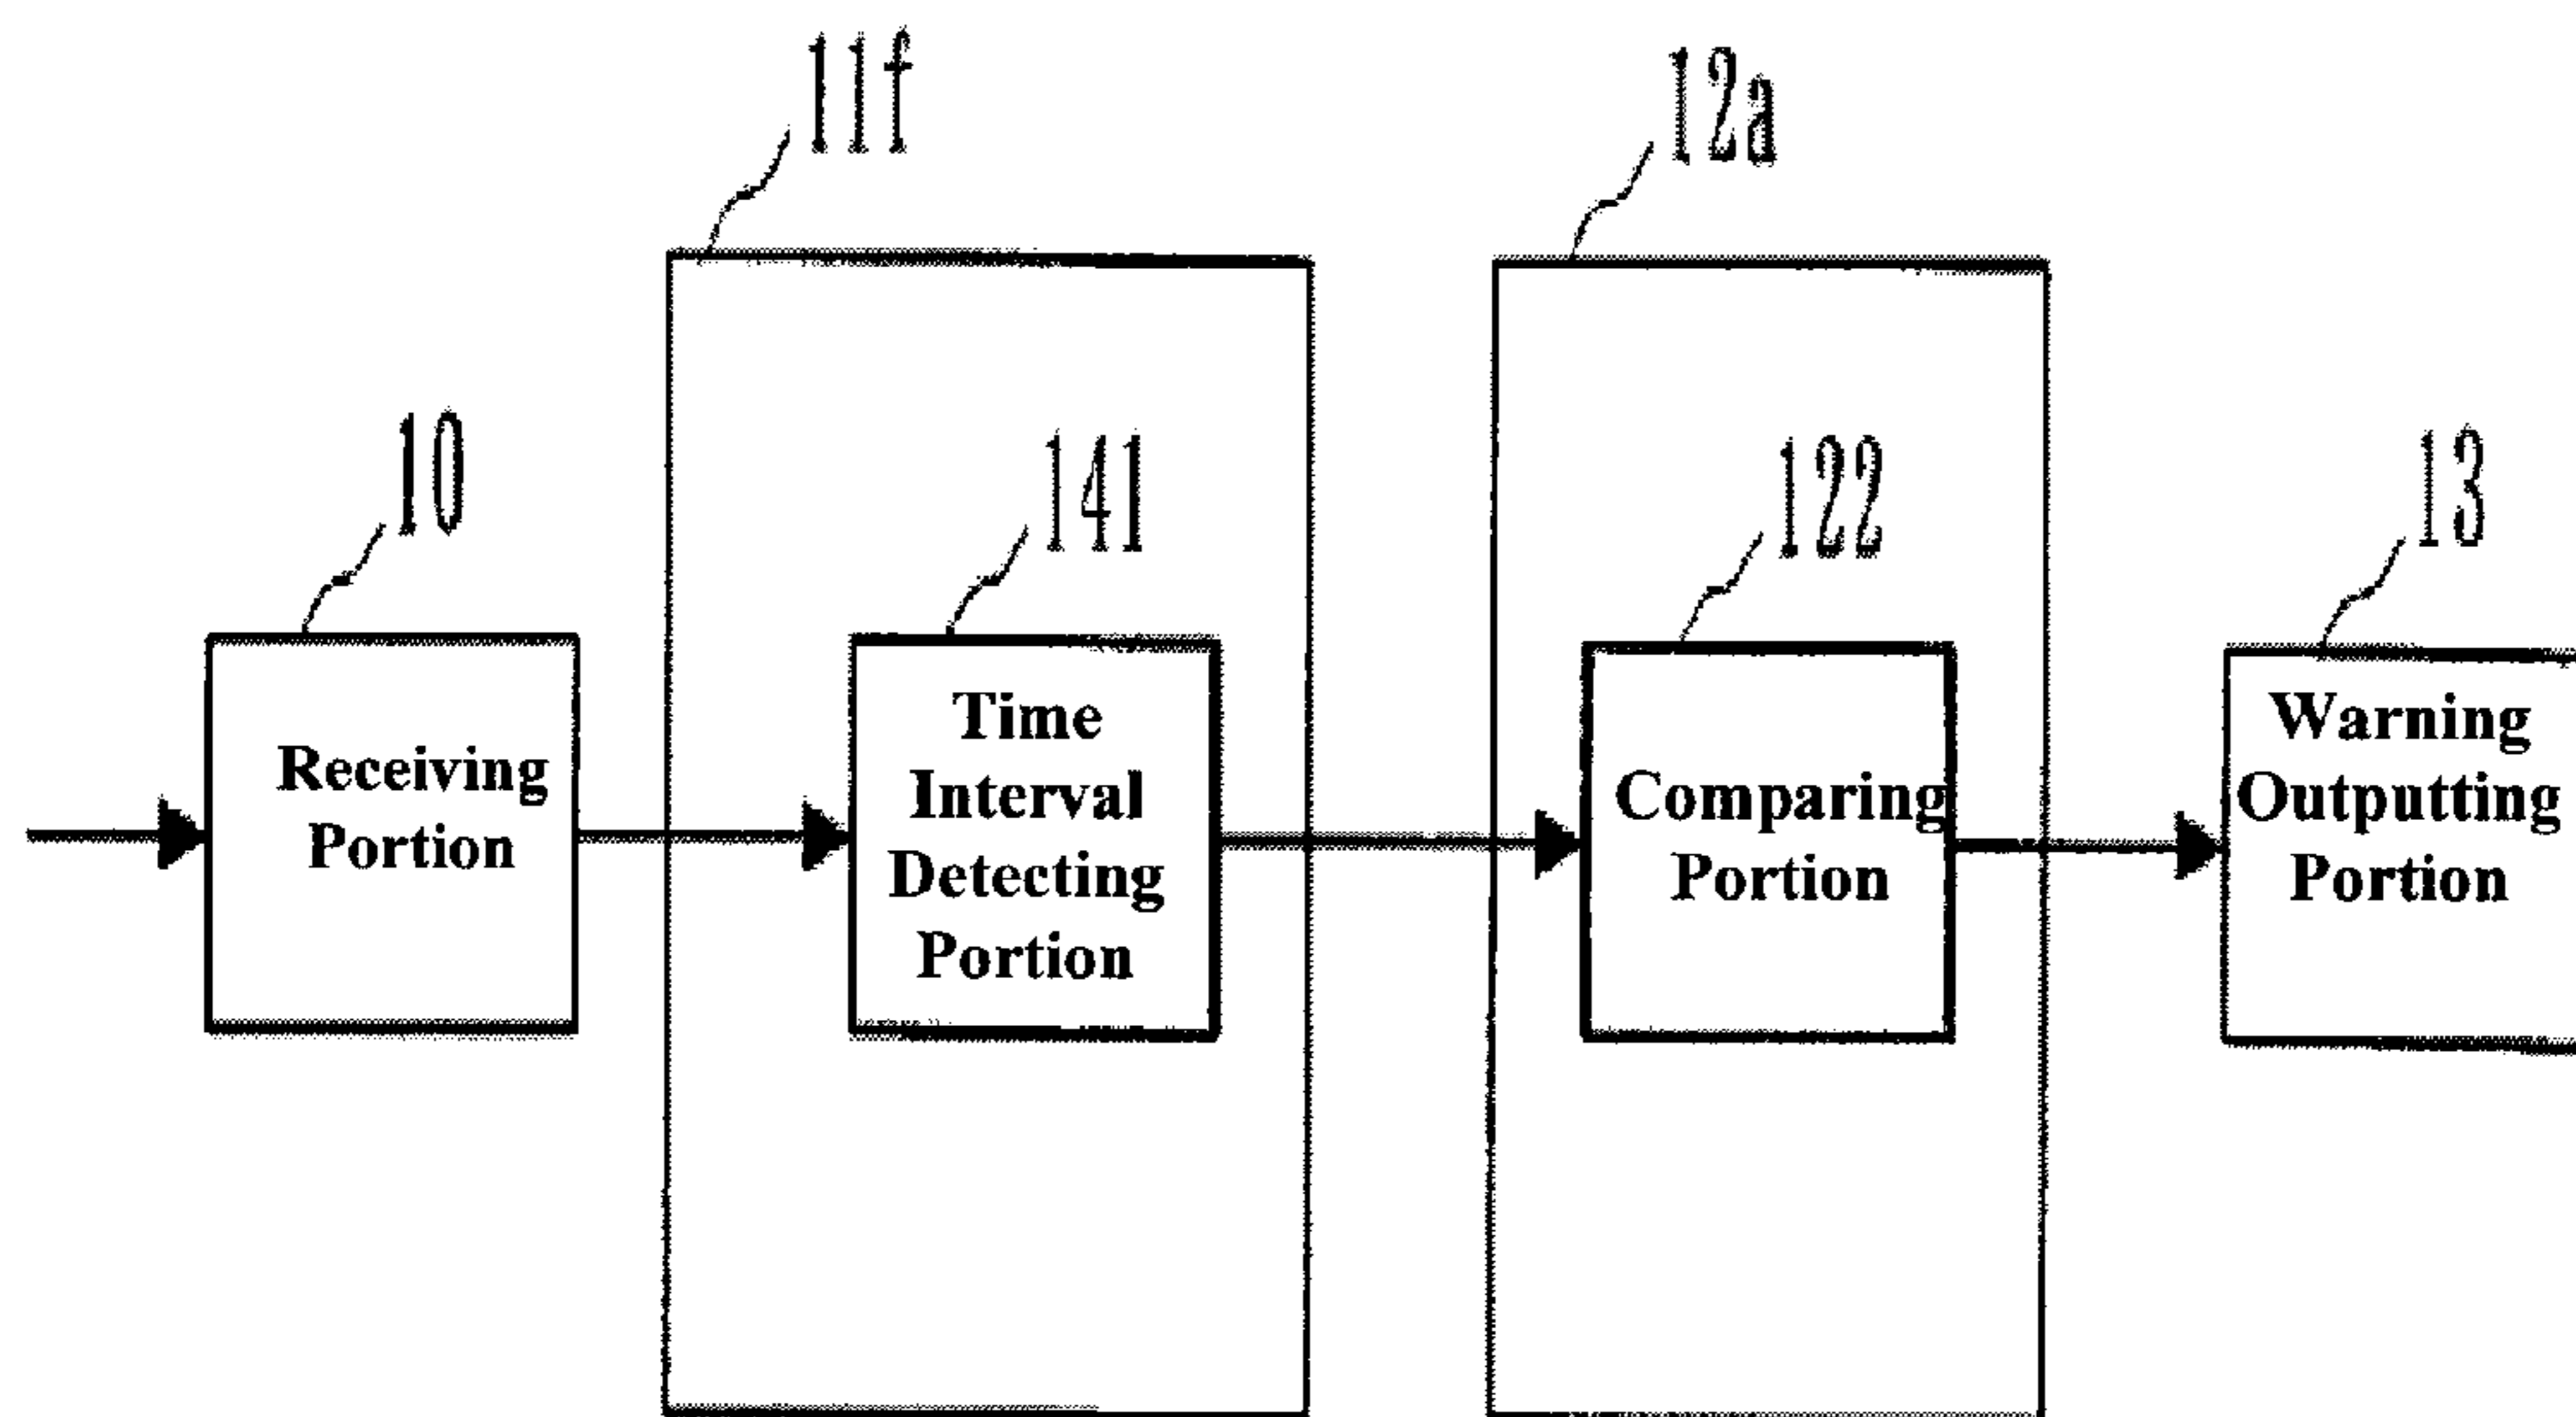 11f
12a
10
141
122
13
Receiving
Portion
Time
Interval
Detecting
Portion
Comparing
Portion
Warning
Outputting
Portion